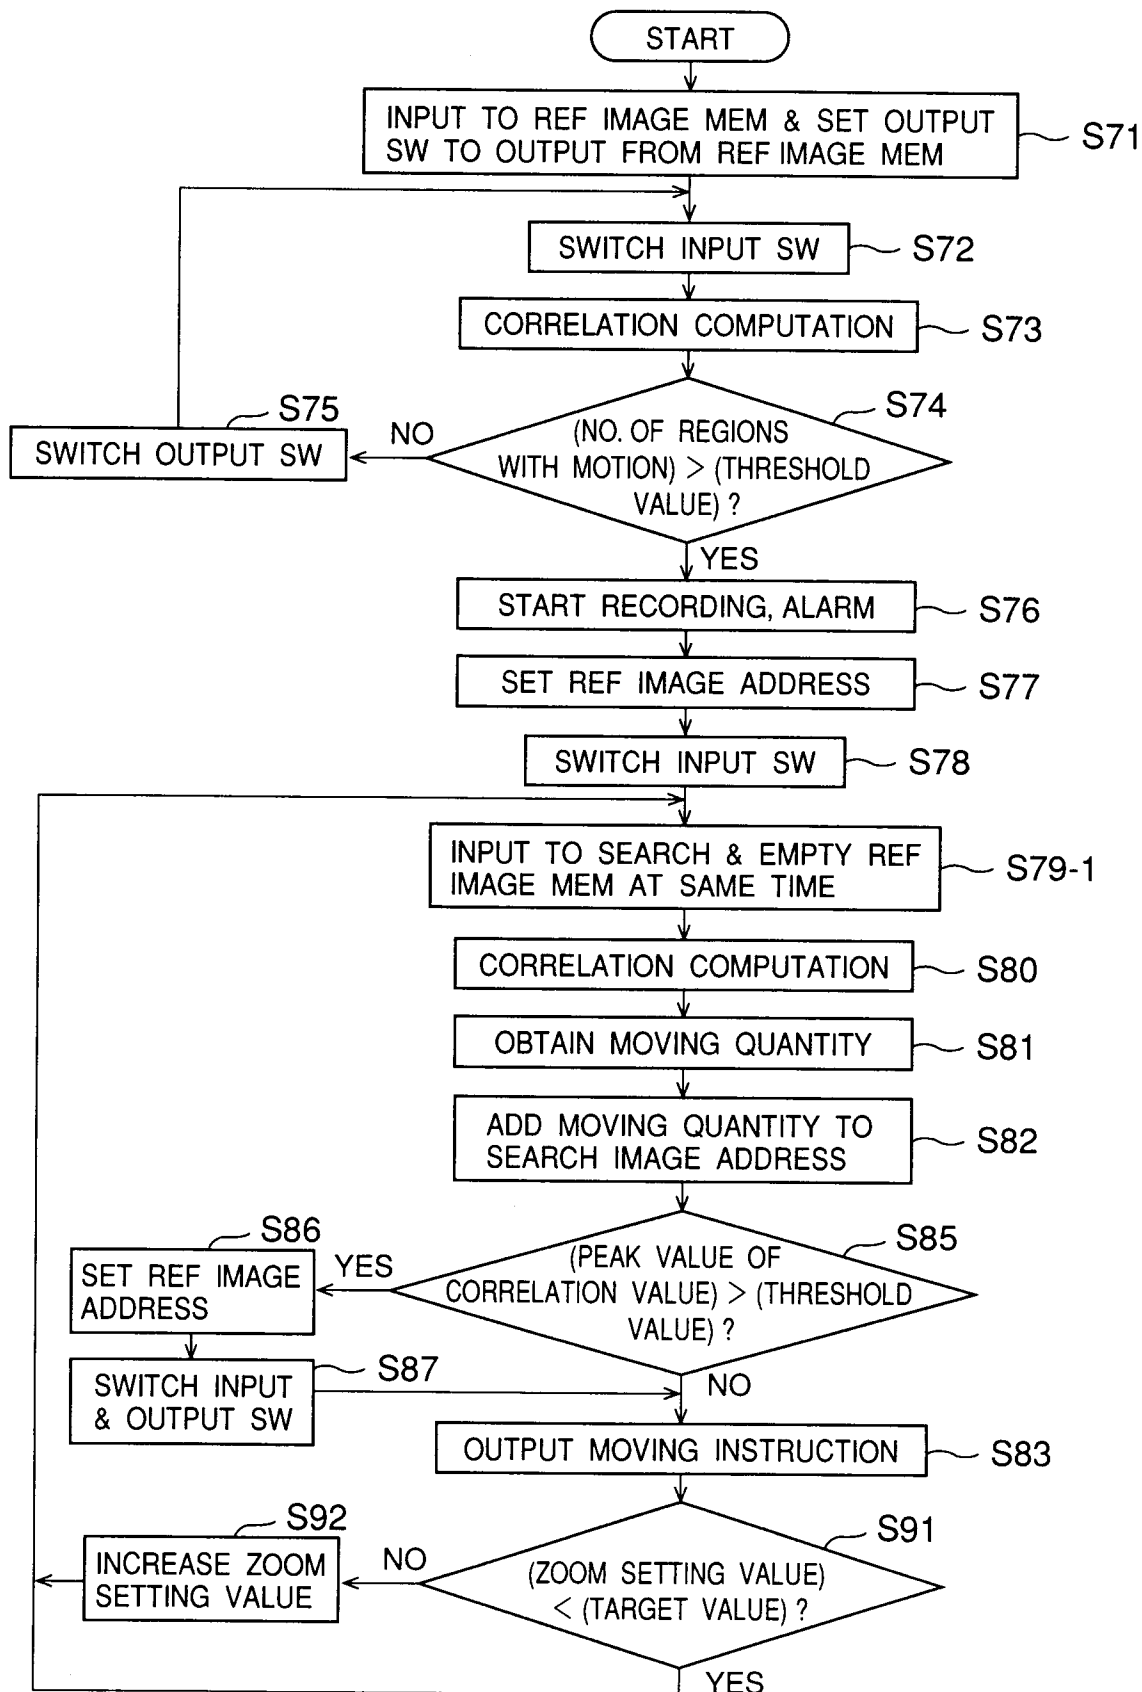 START
INPUT TO REF IMAGE MEM & SET OUTPUT
SW TO OUTPUT FROM REF IMAGE MEM
S71
SWITCH INPUT SW
S72
CORRELATION COMPUTATION
S73
S74
(NO. OF REGIONS
WITH MOTION) > (THRESHOLD
VALUE) ?
NO
S75
SWITCH OUTPUT SW
YES
START RECORDING, ALARM
S76
SET REF IMAGE ADDRESS
S77
SWITCH INPUT SW
S78
INPUT TO SEARCH & EMPTY REF
IMAGE MEM AT SAME TIME
S79-1
CORRELATION COMPUTATION
S80
OBTAIN MOVING QUANTITY
S81
ADD MOVING QUANTITY TO
SEARCH IMAGE ADDRESS
S82
S85
(PEAK VALUE OF
CORRELATION VALUE) > (THRESHOLD
VALUE) ?
YES
S86
SET REF IMAGE
ADDRESS
S87
SWITCH INPUT
& OUTPUT SW
NO
OUTPUT MOVING INSTRUCTION
S83
S91
(ZOOM SETTING VALUE)
< (TARGET VALUE) ?
NO
S92
INCREASE ZOOM
SETTING VALUE
YES